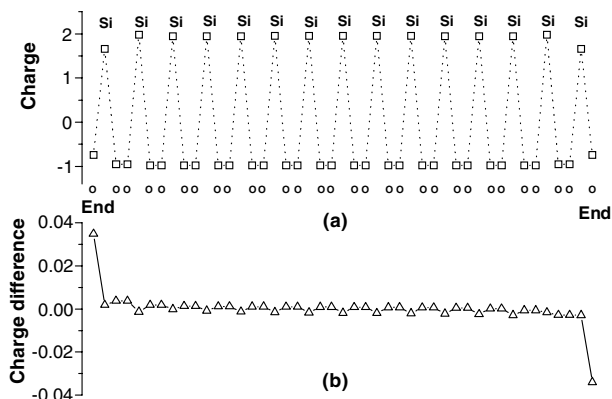 Si Si Si Si Si Si Si Si Si Si Si Si Si Si Si
2
1
0
-1
Charge
o oo oo oo oo oo oo oo oo oo oo oo oo oo oo o
End (a) End
0.04
0.02
0.00
-0.02
-0.04
Charge difference
(b)